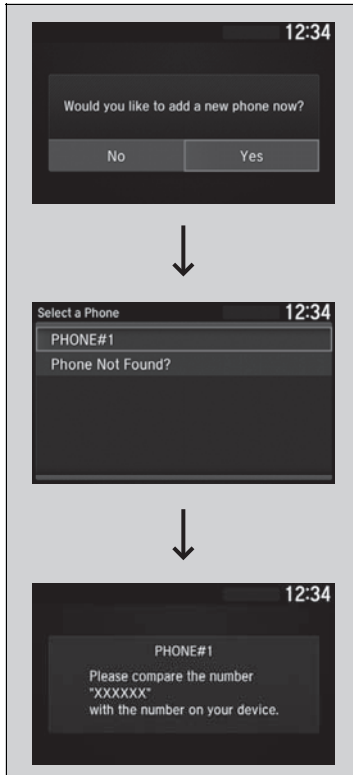 12:34
Would you like to add a new phone now?
No Yes
Select a Phone 12:34
PHONE#1
Phone Not Found?
12:34
PHONE#1
Please compare the number
"XXXXXX"
with the number on your device.